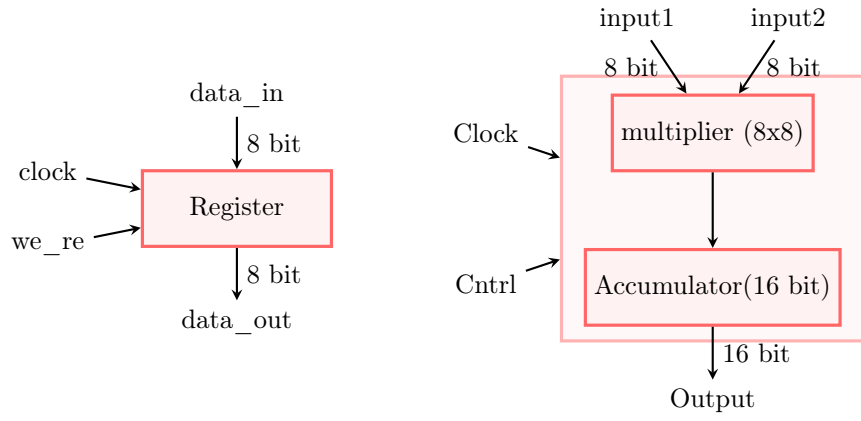 data_in
8 bit
clock
Register
we_re
8 bit
data_out
input1
input2
8 bit
8 bit
Clock
multiplier (8x8)
Cntrl
Accumulator(16 bit)
16 bit
Output